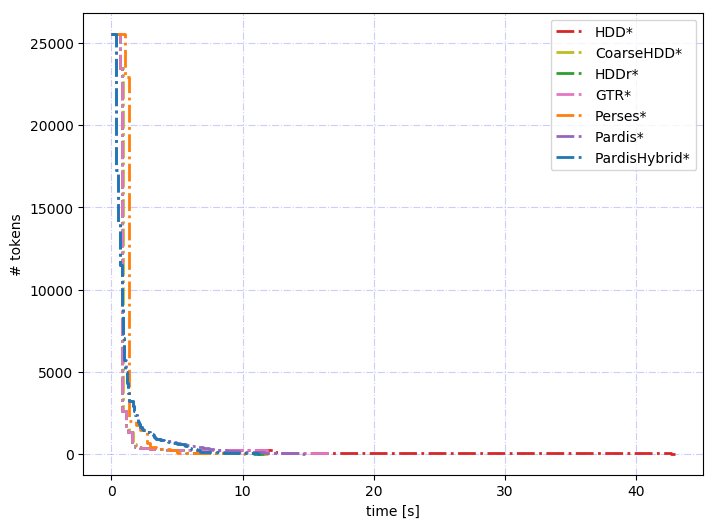 25000
20000
15000
10000
5000
0
# tokens
0
10
20
30
40
time [s]
HDD*
CoarseHDD*
HDDr*
GTR*
Perses*
Pardis*
PardisHybrid*